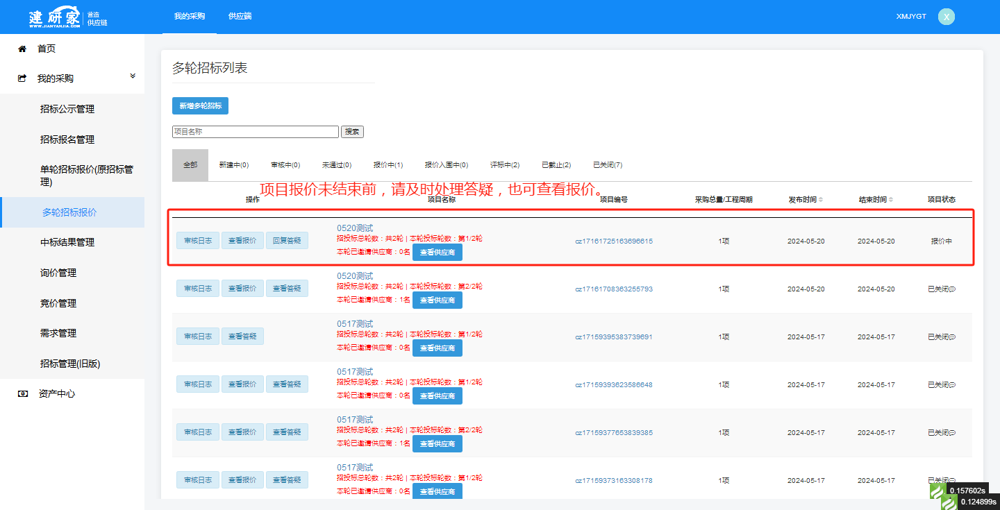 建研家
营造
供应链
WWW.JIANYANJIA.COM
我的采购
供应商
XMJYGT
X
首页
我的采购
招标公示管理
招标报名管理
单轮招标报价(原招标管
理)
多轮招标报价
中标结果管理
询价管理
竞价管理
需求管理
招标管理(旧版)
资产中心
多轮招标列表
新增多轮招标
项目名称 搜索
全部 新建中(0) 审核中(0) 未通过(0) 报价中(1) 报价入围中(0) 评标中(2) 已截止(2) 已关闭(7)
项目报价未结束前，请及时处理答疑，也可查看报价。
操作 项目名称 项目编号 采购总量/工程周期 发布时间 结束时间 项目状态
0520测试
招投标总轮数：共2轮 | 本轮投标轮数：第1/2轮
审核日志 查看报价 回复答疑 cz17161725163696615 1项 2024-05-20 2024-05-20 报价中
本轮已邀请供应商：0名 查看供应商
0520测试
招投标总轮数：共2轮 | 本轮投标轮数：第2/2轮
审核日志 查看报价 查看答疑 cz17161708363255793 1项 2024-05-20 2024-05-20 已关闭
本轮已邀请供应商：1名 查看供应商
0517测试
招投标总轮数：共2轮 | 本轮投标轮数：第1/2轮
审核日志 查看答疑 cz17159395383739691 1项 2024-05-17 2024-05-17 已关闭
本轮已邀请供应商：0名 查看供应商
0517测试
招投标总轮数：共2轮 | 本轮投标轮数：第1/2轮
审核日志 查看报价 查看答疑 cz17159393623586648 1项 2024-05-17 2024-05-17 已关闭
本轮已邀请供应商：0名 查看供应商
0517测试
招投标总轮数：共2轮 | 本轮投标轮数：第2/2轮
审核日志 查看报价 查看答疑 cz17159377653839385 1项 2024-05-17 2024-05-17 已关闭
本轮已邀请供应商：1名 查看供应商
0517测试
招投标总轮数：共2轮 | 本轮投标轮数：第1/2轮
审核日志 查看报价 查看答疑 cz17159373163308178 1项 2024-05-17 2024-05-17 已关闭
本轮已邀请供应商：0名 查看供应商
0.157602s
0.124899s